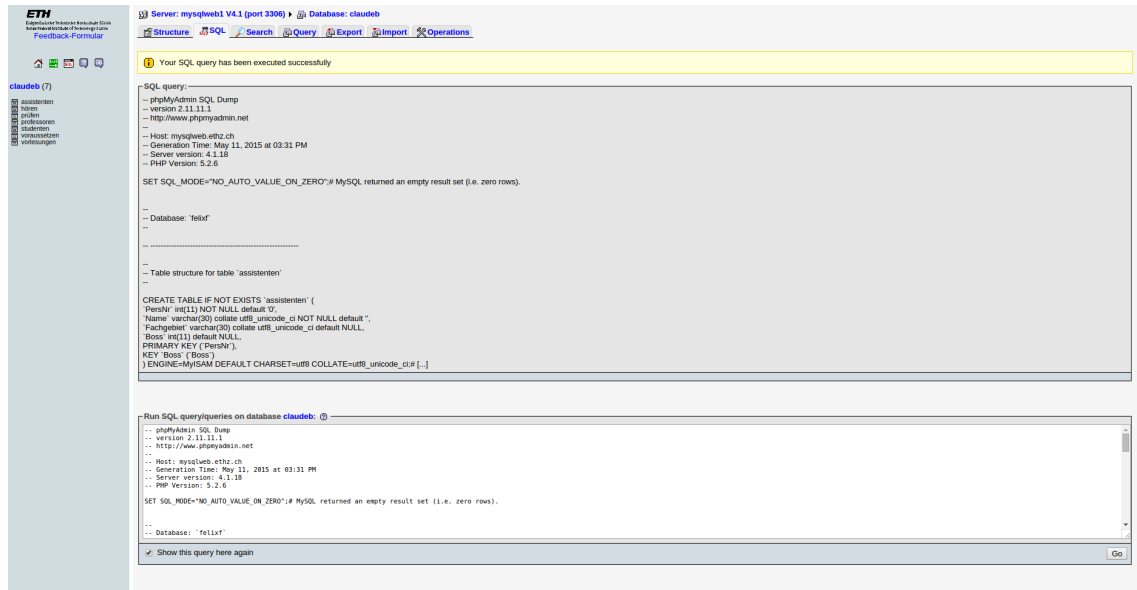 ETH
Eidgenössische Technische Hochschule Zürich
Swiss Federal Institute of Technology Zurich
Feedback-Formular
claudeb (7)
assistenten
hören
prüfen
professoren
studenten
voraussetzen
vorlesungen
Server: mysqlweb1 V4.1 (port 3306) Database: claudeb
Structure SQL Search Query Export Import Operations
Your SQL query has been executed successfully
SQL query:
-- phpMyAdmin SQL Dump
-- version 2.11.11.1
-- http://www.phpmyadmin.net
--
-- Host: mysqlweb.ethz.ch
-- Generation Time: May 11, 2015 at 03:31 PM
-- Server version: 4.1.18
-- PHP Version: 5.2.6
SET SQL_MODE="NO_AUTO_VALUE_ON_ZERO";# MySQL returned an empty result set (i.e. zero rows).
--
-- Database: `felixf`
--
-- --------------------------------------------------------
--
-- Table structure for table `assistenten`
--
CREATE TABLE IF NOT EXISTS `assistenten` (
`PersNr` int(11) NOT NULL default '0',
`Name` varchar(30) collate utf8_unicode_ci NOT NULL default '',
`Fachgebiet` varchar(30) collate utf8_unicode_ci default NULL,
`Boss` int(11) default NULL,
PRIMARY KEY (`PersNr`),
KEY `Boss` (`Boss`)
) ENGINE=MyISAM DEFAULT CHARSET=utf8 COLLATE=utf8_unicode_ci;# [...]
Run SQL query/queries on database claudeb:
-- phpMyAdmin SQL Dump
-- version 2.11.11.1
-- http://www.phpmyadmin.net
--
-- Host: mysqlweb.ethz.ch
-- Generation Time: May 11, 2015 at 03:31 PM
-- Server version: 4.1.18
-- PHP Version: 5.2.6
SET SQL_MODE="NO_AUTO_VALUE_ON_ZERO";# MySQL returned an empty result set (i.e. zero rows).
--
-- Database: `felixf`
Show this query here again
Go